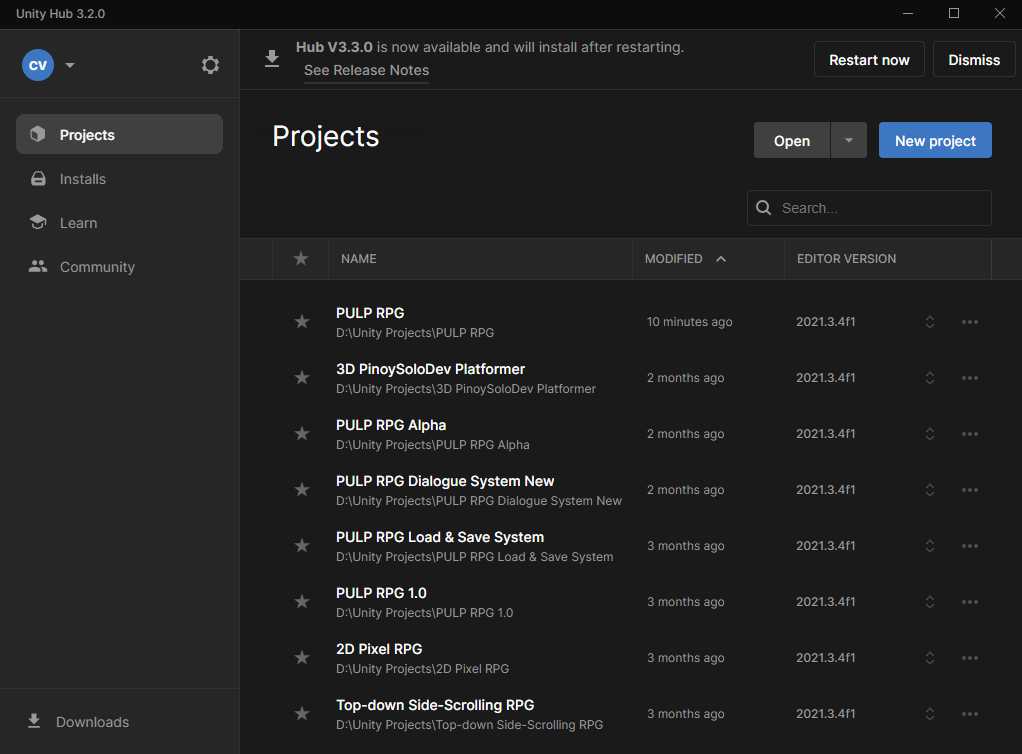 Unity Hub 3.2.0
CV
Hub V3.3.0 is now available and will install after restarting.
See Release Notes
Restart now
Dismiss
Projects
Installs
Learn
Community
Downloads
Projects
Open
New project
Search...
NAME
MODIFIED
EDITOR VERSION
PULP RPG
D:\Unity Projects\PULP RPG
10 minutes ago
2021.3.4f1
3D PinoySoloDev Platformer
D:\Unity Projects\3D PinoySoloDev Platformer
2 months ago
2021.3.4f1
PULP RPG Alpha
D:\Unity Projects\PULP RPG Alpha
2 months ago
2021.3.4f1
PULP RPG Dialogue System New
D:\Unity Projects\PULP RPG Dialogue System New
2 months ago
2021.3.4f1
PULP RPG Load & Save System
D:\Unity Projects\PULP RPG Load & Save System
3 months ago
2021.3.4f1
PULP RPG 1.0
D:\Unity Projects\PULP RPG 1.0
3 months ago
2021.3.4f1
2D Pixel RPG
D:\Unity Projects\2D Pixel RPG
3 months ago
2021.3.4f1
Top-down Side-Scrolling RPG
D:\Unity Projects\Top-down Side-Scrolling RPG
3 months ago
2021.3.4f1